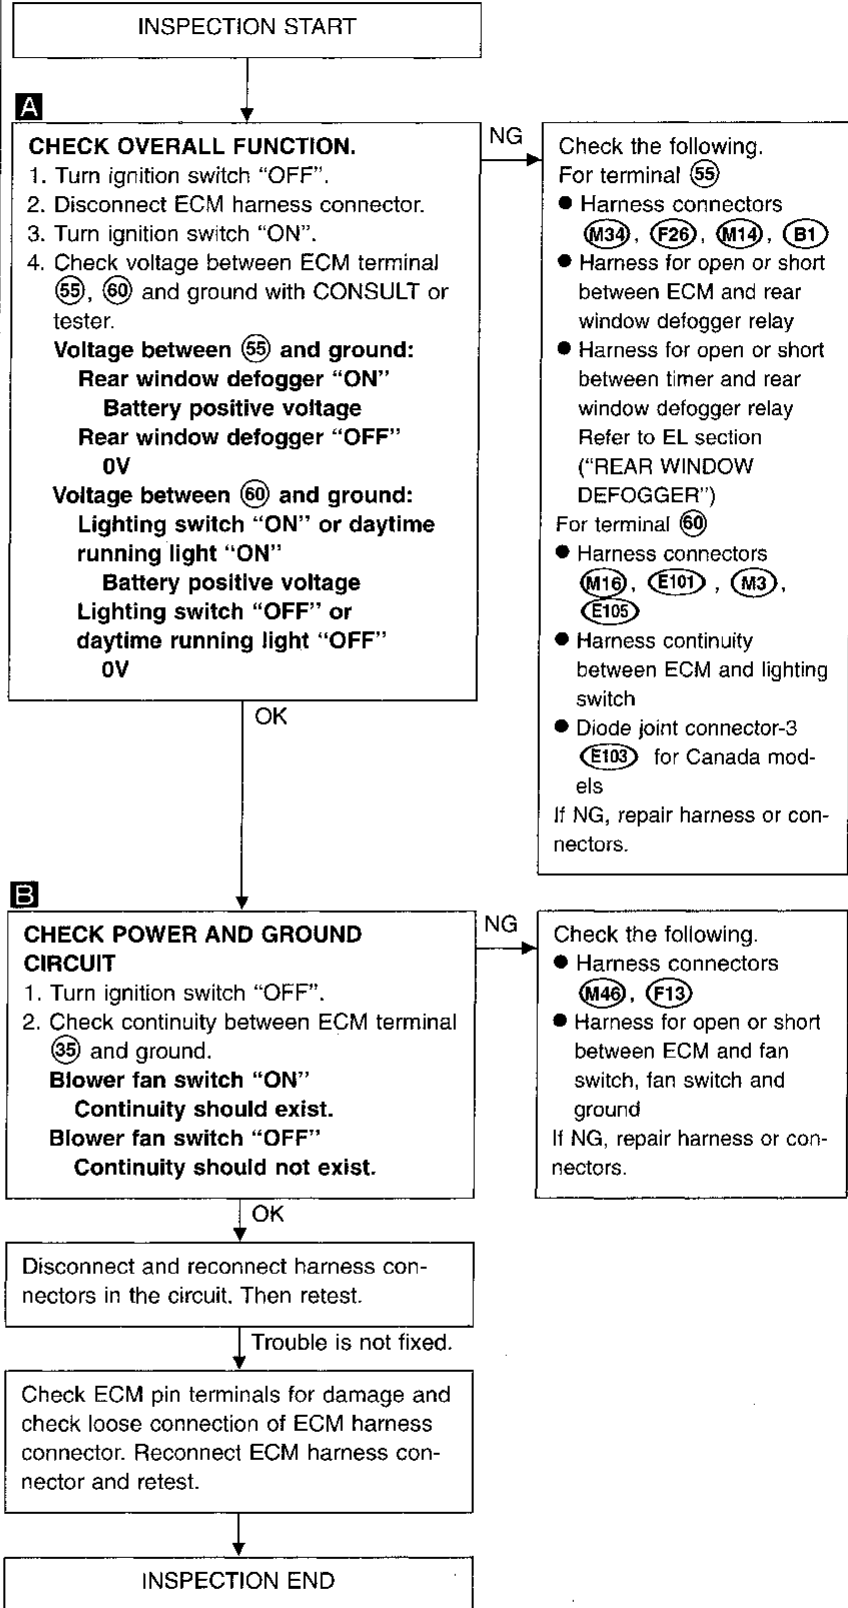 INSPECTION START
A
CHECK OVERALL FUNCTION.
1. Turn ignition switch “OFF”.
2. Disconnect ECM harness connector.
3. Turn ignition switch “ON”.
4. Check voltage between ECM terminal
55, 60 and ground with CONSULT or
tester.
Voltage between 55 and ground:
Rear window defogger “ON”
Battery positive voltage
Rear window defogger “OFF”
0V
Voltage between 60 and ground:
Lighting switch “ON” or daytime
running light “ON”
Battery positive voltage
Lighting switch “OFF” or
daytime running light “OFF”
0V
NG
Check the following.
For terminal 55
● Harness connectors
M34, F26, M14, B1
● Harness for open or short
between ECM and rear
window defogger relay
● Harness for open or short
between timer and rear
window defogger relay
Refer to EL section
(“REAR WINDOW
DEFOGGER”)
For terminal 60
● Harness connectors
M16, E101, M3,
E105
● Harness continuity
between ECM and lighting
switch
● Diode joint connector-3
E103 for Canada mod-
els
If NG, repair harness or con-
nectors.
OK
B
CHECK POWER AND GROUND
CIRCUIT
1. Turn ignition switch “OFF”.
2. Check continuity between ECM terminal
35 and ground.
Blower fan switch “ON”
Continuity should exist.
Blower fan switch “OFF”
Continuity should not exist.
NG
Check the following.
● Harness connectors
M46, F13
● Harness for open or short
between ECM and fan
switch, fan switch and
ground
If NG, repair harness or con-
nectors.
OK
Disconnect and reconnect harness con-
nectors in the circuit. Then retest.
Trouble is not fixed.
Check ECM pin terminals for damage and
check loose connection of ECM harness
connector. Reconnect ECM harness con-
nector and retest.
INSPECTION END